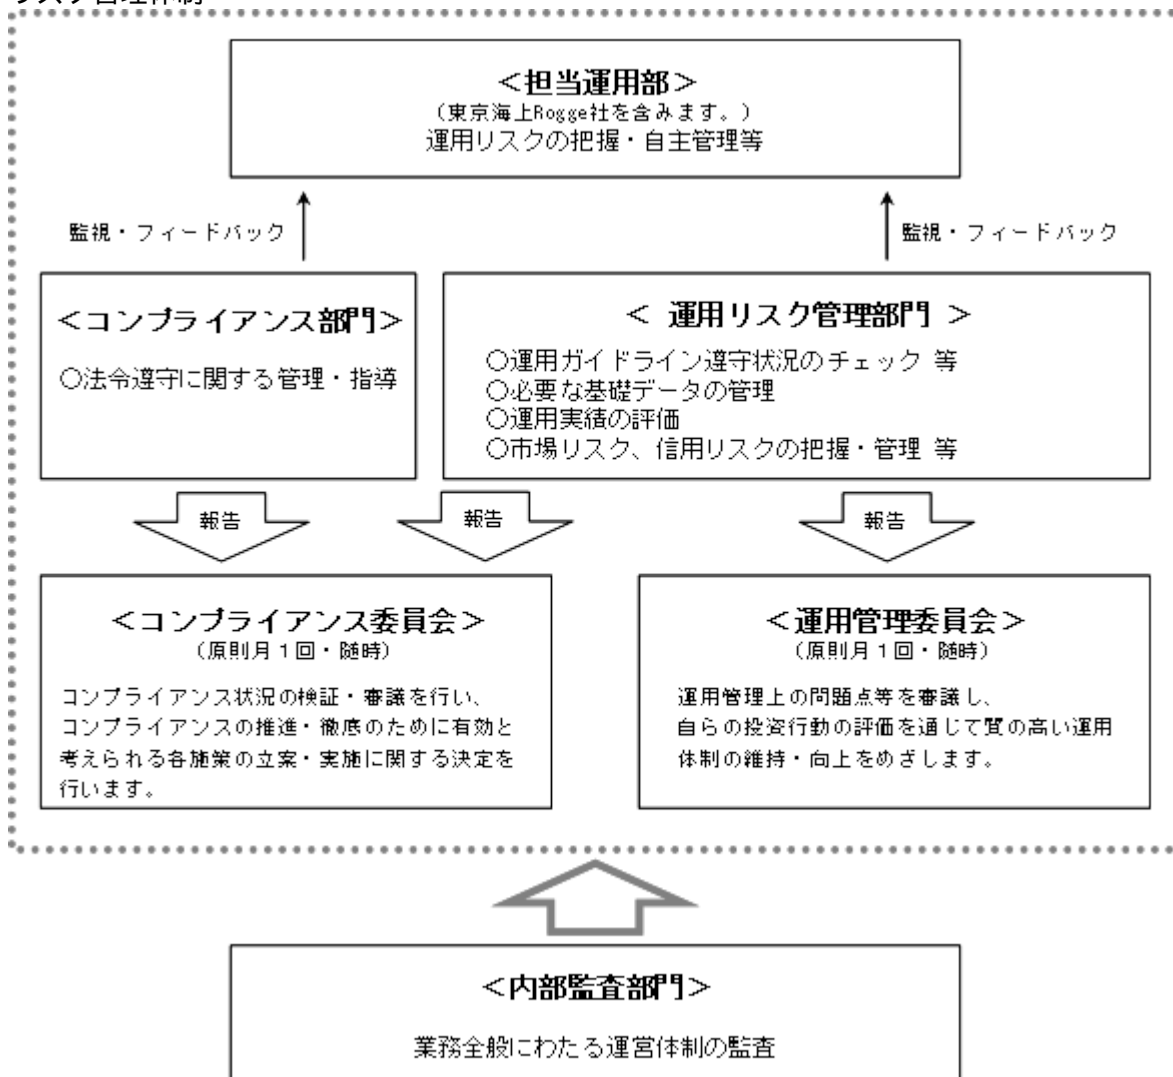 リスク管理体制
＜担当運用部＞
（東京海上Rogge社を含みます。）
運用リスクの把握・自主管理等
監視・フィードバック
監視・フィードバック
＜コンプライアンス部門＞
○法令遵守に関する管理・指導
＜ 運用リスク管理部門 ＞
○運用ガイドライン遵守状況のチェック 等
○必要な基礎データの管理
○運用実績の評価
○市場リスク、信用リスクの把握・管理 等
報告
報告
報告
＜コンプライアンス委員会＞
（原則月１回・随時）
コンプライアンス状況の検証・審議を行い、
コンプライアンスの推進・徹底のために有効と
考えられる各施策の立案・実施に関する決定を
行います。
＜運用管理委員会＞
（原則月１回・随時）
運用管理上の問題点等を審議し、
自らの投資行動の評価を通じて質の高い運用
体制の維持・向上をめざします。
＜内部監査部門＞
業務全般にわたる運営体制の監査